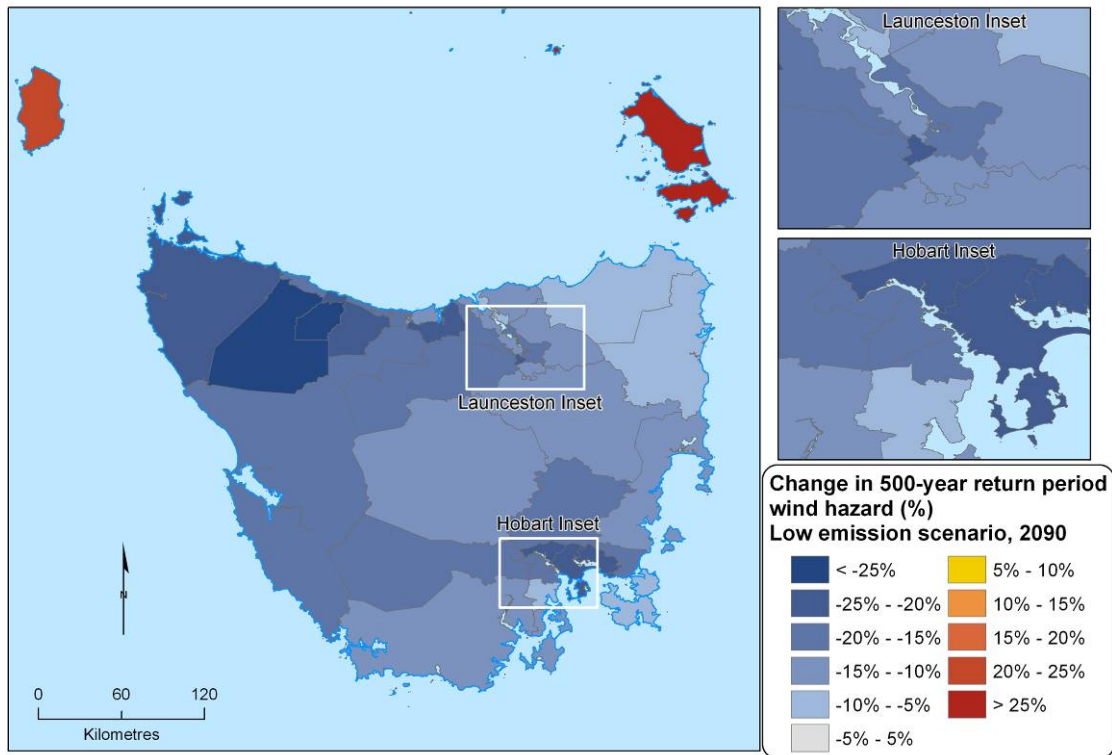 Launceston Inset
Hobart Inset
N
0 60 120
Kilometres
Launceston Inset
Hobart Inset
Change in 500-year return period
wind hazard (%)
Low emission scenario, 2090
< -25%
-25% - -20%
-20% - -15%
-15% - -10%
-10% - -5%
-5% - 5%
5% - 10%
10% - 15%
15% - 20%
20% - 25%
> 25%